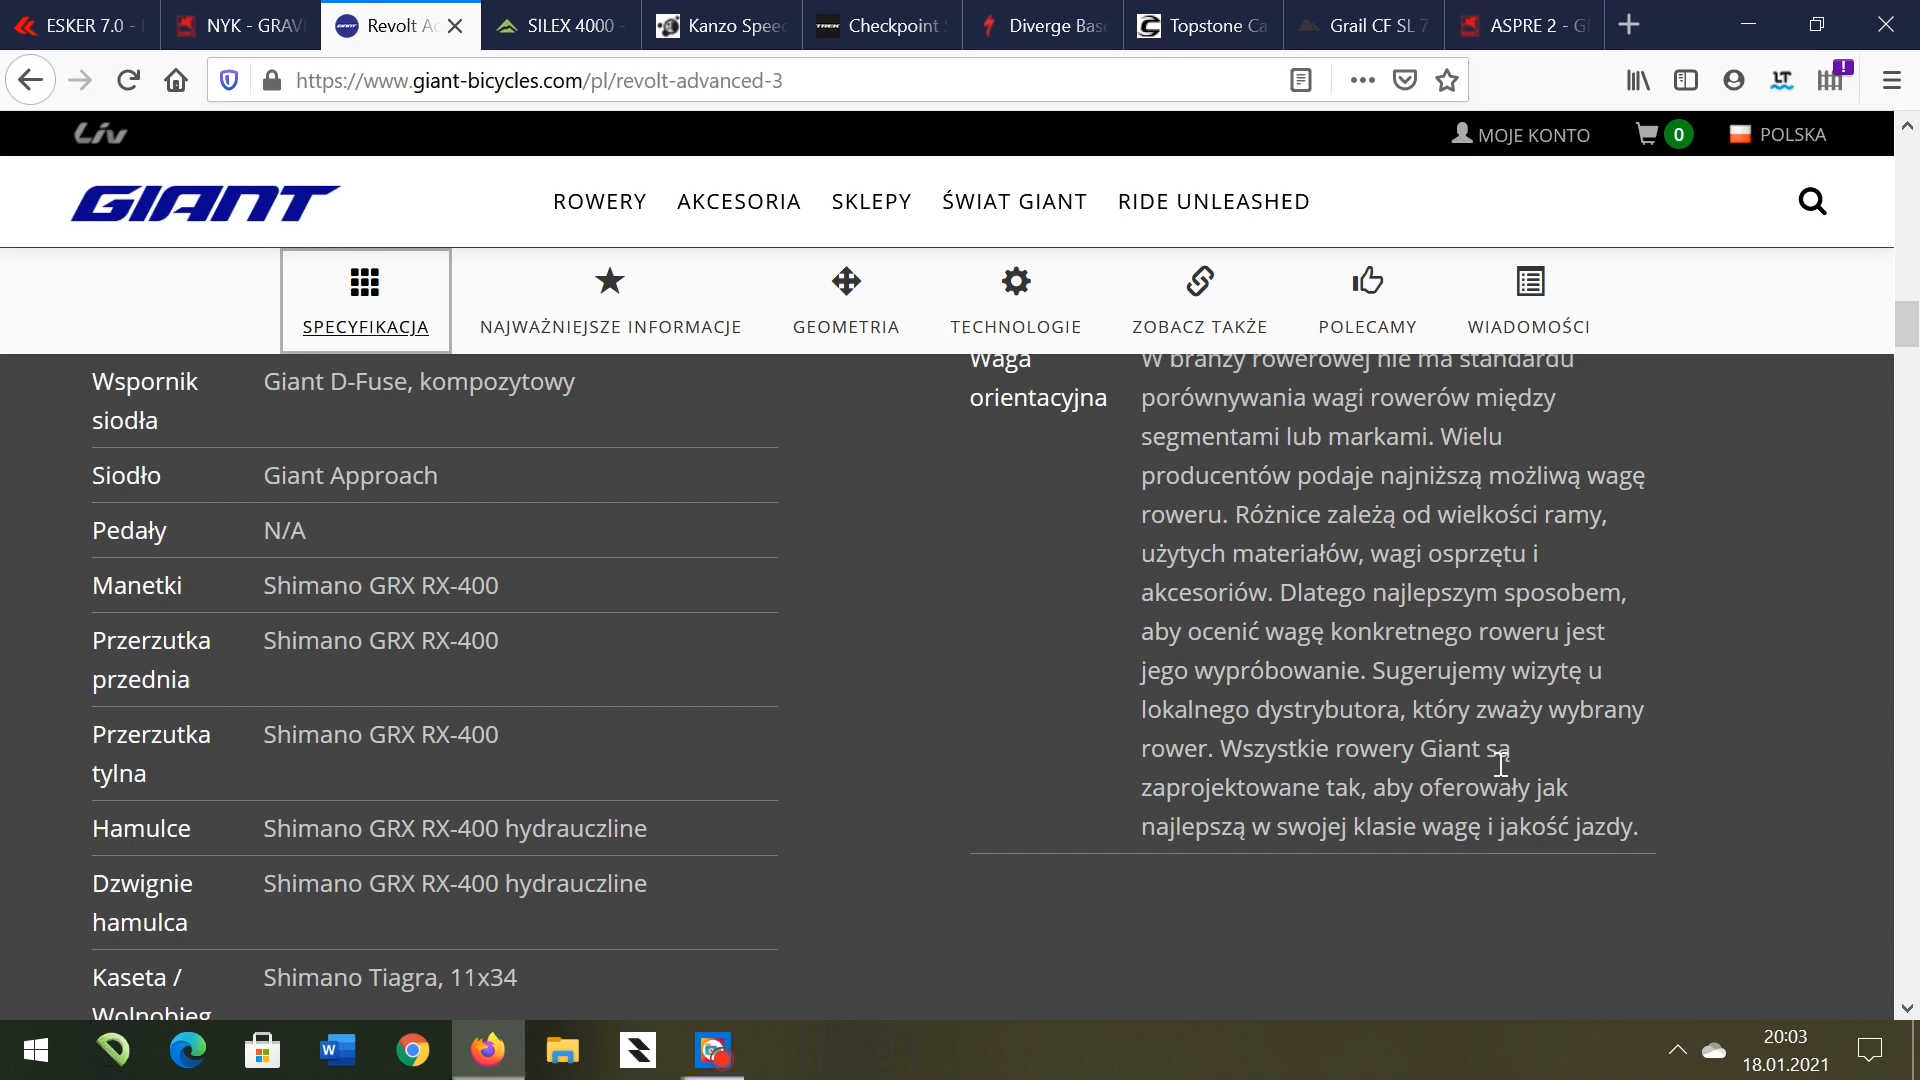 ESKER 7.0 -
NYK - GRAV
Revolt A
SILEX 4000 -
Kanzo Spee
Checkpoint
Diverge Bas
Topstone Ca
Grail CF SL 7
ASPRE 2 - G
https://www.giant-bicycles.com/pl/revolt-advanced-3
Liv
MOJE KONTO
0
POLSKA
GIANT
ROWERY
AKCESORIA
SKLEPY
ŚWIAT GIANT
RIDE UNLEASHED
SPECYFIKACJA
NAJWAŻNIEJSZE INFORMACJE
GEOMETRIA
TECHNOLOGIE
ZOBACZ TAKŻE
POLECAMY
WIADOMOŚCI
Wspornik siodła
Giant D-Fuse, kompozytowy
Siodło
Giant Approach
Pedały
N/A
Manetki
Shimano GRX RX-400
Przerzutka przednia
Shimano GRX RX-400
Przerzutka tylna
Shimano GRX RX-400
Hamulce
Shimano GRX RX-400 hydrauczline
Dzwignie hamulca
Shimano GRX RX-400 hydrauczline
Kaseta / Wolnobieg
Shimano Tiagra, 11x34
Waga orientacyjna
W branży rowerowej nie ma standardu
porównywania wagi rowerów między
segmentami lub markami. Wielu
producentów podaje najniższą możliwą wagę
roweru. Różnice zależą od wielkości ramy,
użytych materiałów, wagi osprzętu i
akcesoriów. Dlatego najlepszym sposobem,
aby ocenić wagę konkretnego roweru jest
jego wypróbowanie. Sugerujemy wizytę u
lokalnego dystrybutora, który zważy wybrany
rower. Wszystkie rowery Giant są
zaprojektowane tak, aby oferowały jak
najlepszą w swojej klasie wagę i jakość jazdy.
20:03
18.01.2021